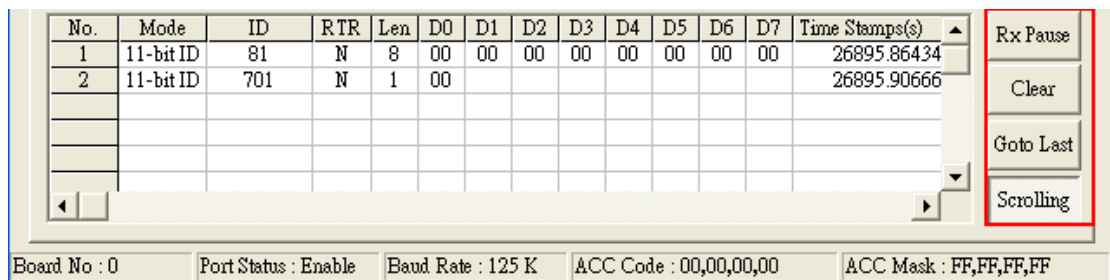 No. Mode ID RTR Len D0 D1 D2 D3 D4 D5 D6 D7 Time Stamps(s)
1 11-bit ID 81 N 8 00 00 00 00 00 00 00 00 26895.86434
2 11-bit ID 701 N 1 00 26895.90666
Rx Pause
Clear
Goto Last
Scrolling
Board No : 0 Port Status : Enable Baud Rate : 125 K ACC Code : 00,00,00,00 ACC Mask : FF,FF,FF,FF